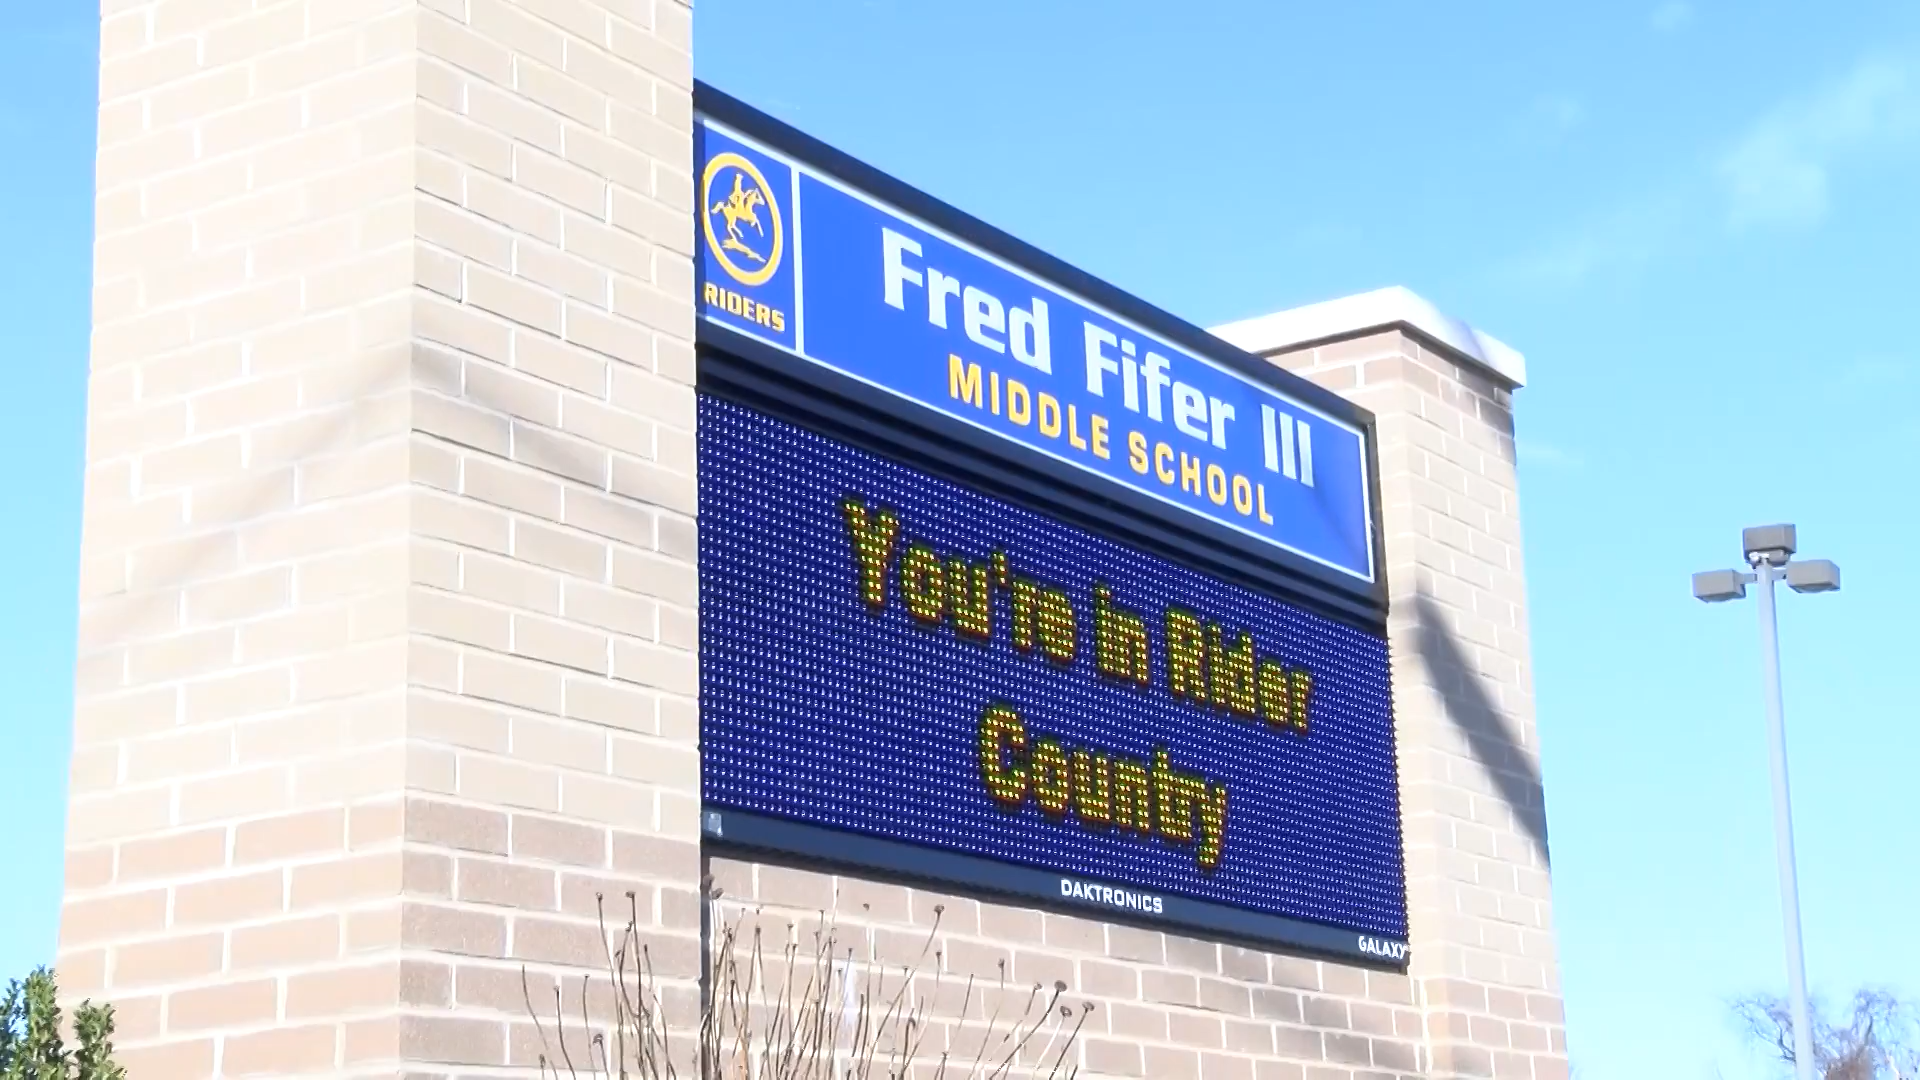 RIDERS
Fred Fifer III
MIDDLE SCHOOL
You're in Rider
Country
DAKTRONICS
GALAXY